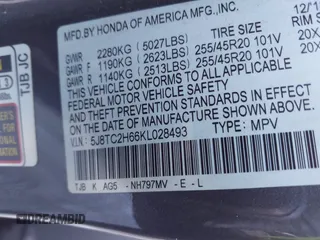 MFD.BY HONDA OF AMERICA MFG.,INC. 12/1
TIRE SIZE RIM S
GVWR 2280KG (5027LBS)
GAWR F 1190KG (2623LBS) 255/45R20 101V 20X
GAWR R 1140KG (2513LBS) 255/45R20 101V 20X
THIS VEHICLE CONFORMS TO ALL APPLICABLE
FEDERAL MOTOR VEHICLE SAFETY AND THEFT
PREVENTION STANDARDS IN EFFECT ON THE
DATE OF MANUFACTURE SHOWN ABOVE.
V.I.N.: 5J8TC2H66KL028493 TYPE: MPV
TJB K AG5 -NH797MV -E-L
TJB JC
DREAMBID